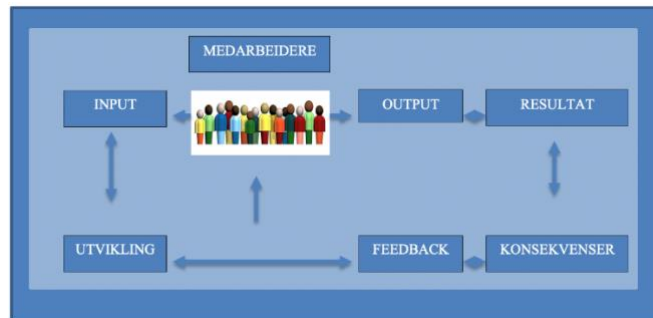 MEDARBEIDERE
INPUT
OUTPUT
RESULTAT
UTVIKLING
FEEDBACK
KONSEKVENSER